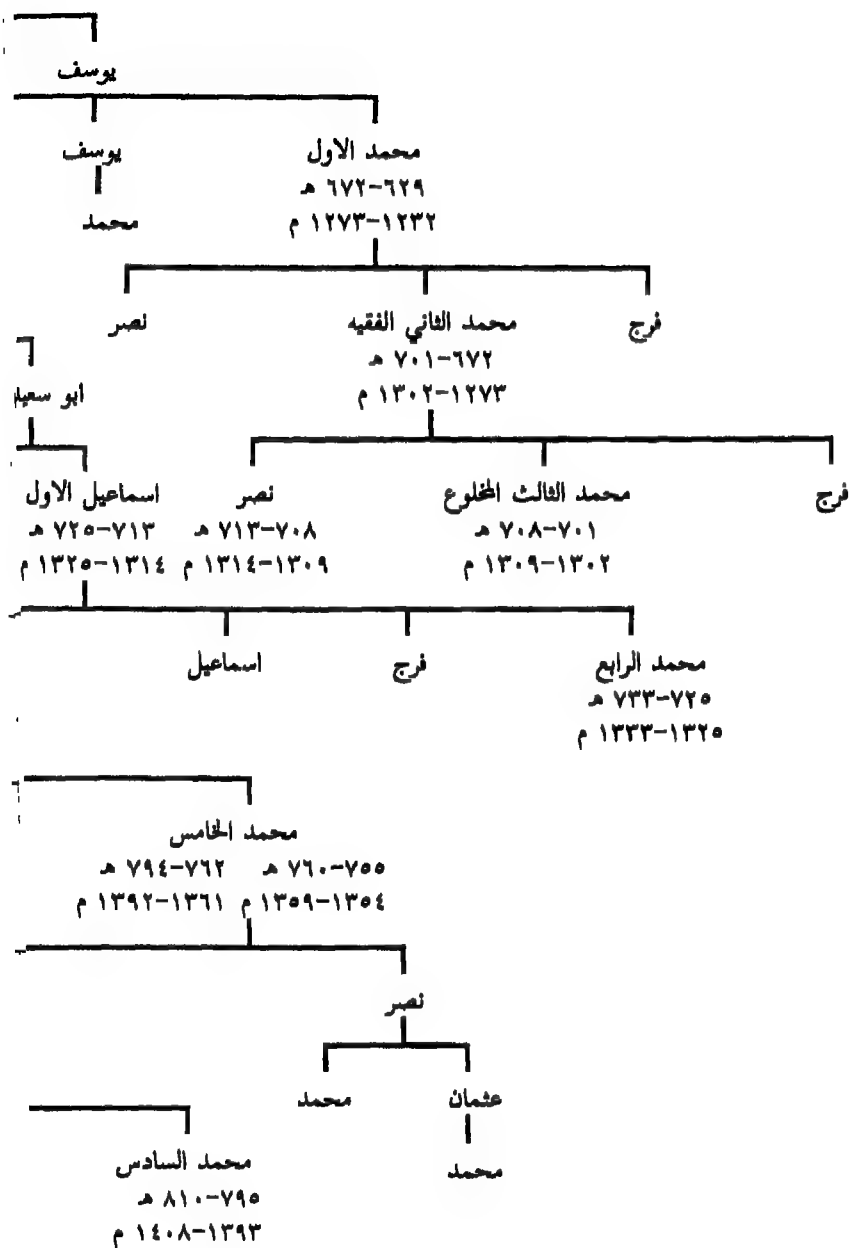 يوسف
محمد الاول
يوسف
٦٢٩-٦٧٢ هـ
١٢٣٢-١٢٧٣ م
محمد
فرج
محمد الثاني الفقيه
نصر
٦٧٢-٧٠١ هـ
١٢٧٣-١٣٠٢ م
ابو سعيد
فرج
محمد الثالث المخلوع
نصر
اسماعيل الاول
٧٠١-٧٠٨ هـ
٧٠٨-٧١٣ هـ
٧١٣-٧٢٥ هـ
١٣٠٢-١٣٠٩ م
١٣٠٩-١٣١٤ م
١٣١٤-١٣٢٥ م
محمد الرابع
فرج
اسماعيل
٧٢٥-٧٣٣ هـ
١٣٢٥-١٣٣٣ م
محمد الخامس
٧٥٥-٧٦٠ هـ ٧٦٢-٧٩٤ هـ
١٣٥٤-١٣٥٩ م ١٣٦١-١٣٩٢ م
نصر
عثمان
محمد
محمد
محمد السادس
٧٩٥-٨١٠ هـ
١٣٩٣-١٤٠٨ م